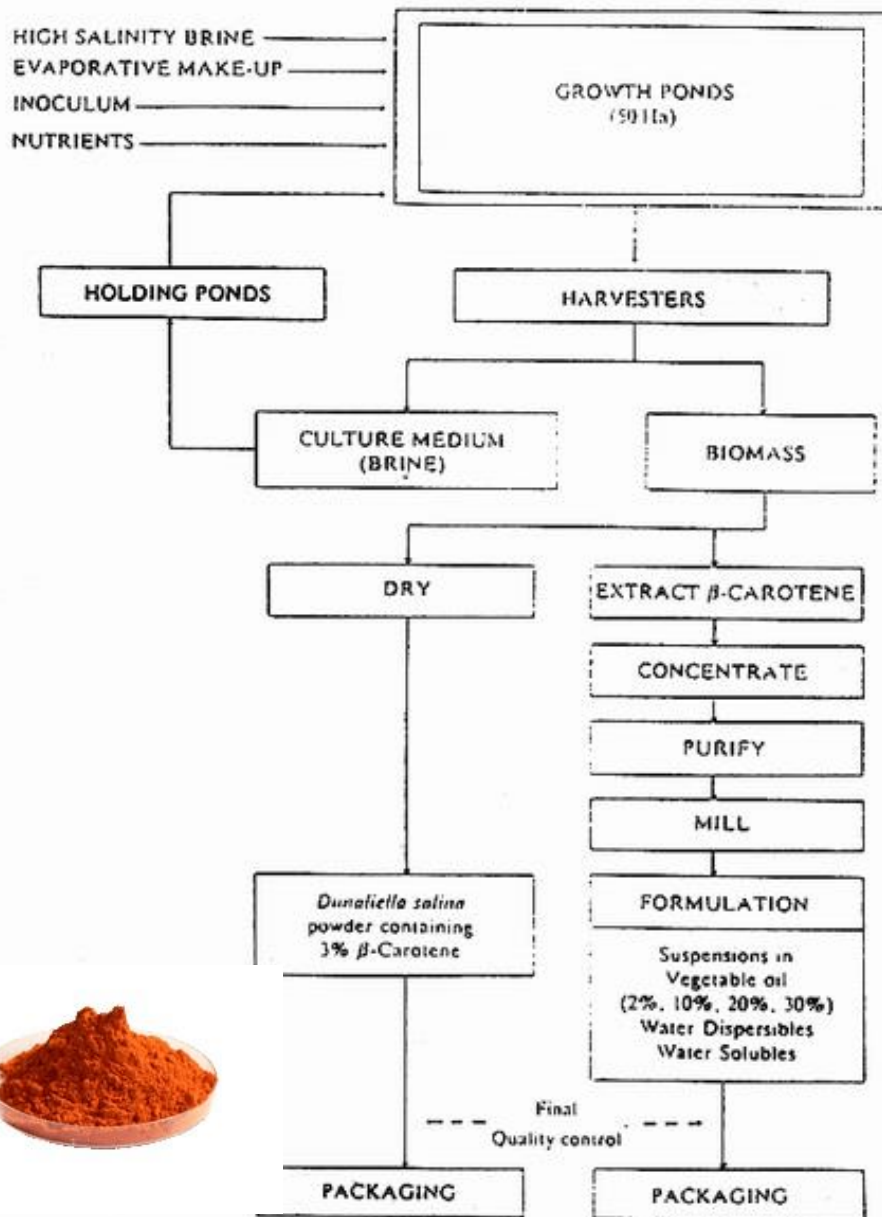 HIGH SALINITY BRINE
EVAPORATIVE MAKE-UP
INOCULUM
NUTRIENTS
GROWTH PONDS
(50 Ha)
HOLDING PONDS
HARVESTERS
CULTURE MEDIUM
(BRINE)
BIOMASS
DRY
EXTRACT β-CAROTENE
CONCENTRATE
PURIFY
MILL
Dunaliella salina
powder containing
3% β-Carotene
FORMULATION
Suspensions in
Vegetable oil
(2%, 10%, 20%, 30%)
Water Dispersibles
Water Solubles
Final
Quality control
PACKAGING
PACKAGING